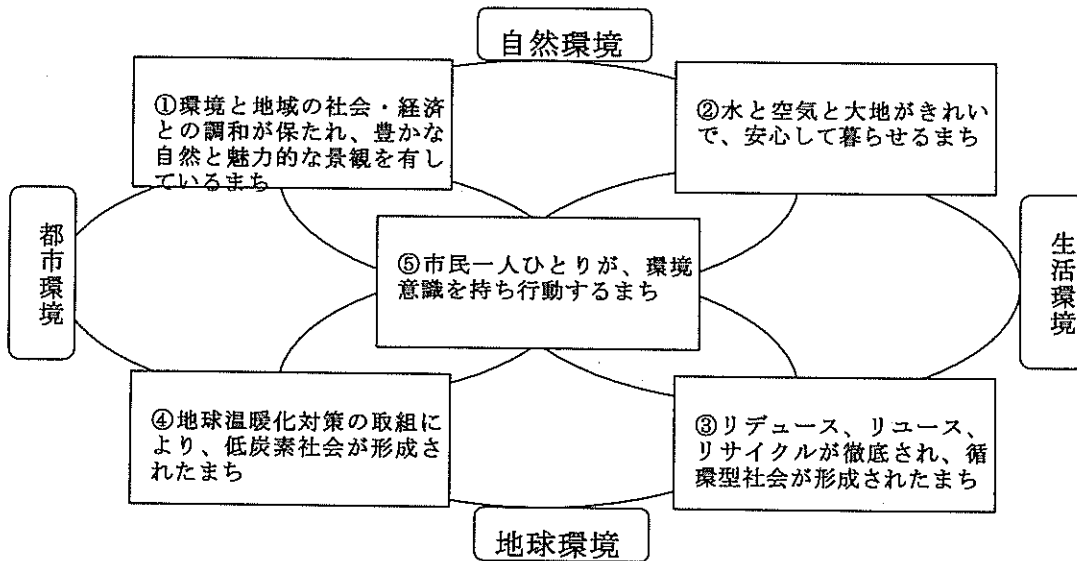 自然環境
①環境と地域の社会・経済
との調和が保たれ、豊かな
自然と魅力的な景観を有し
ているまち
②水と空気と大地がきれい
で、安心して暮らせるまち
都市環境
⑤市民一人ひとりが、環境
意識を持ち行動するまち
生活環境
④地球温暖化対策の取組に
より、低炭素社会が形成さ
れたまち
③リデュース、リユース、
リサイクルが徹底され、循
環型社会が形成されたまち
地球環境